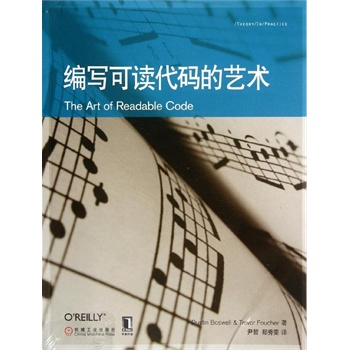 /THEORY/IN/PRACTICE
编写可读代码的艺术
The Art of Readable Code
O'REILLY®
机械工业出版社
China Machine Press
Dustin Boswell & Trevor Foucher 著
尹哲 郑秀雯 译